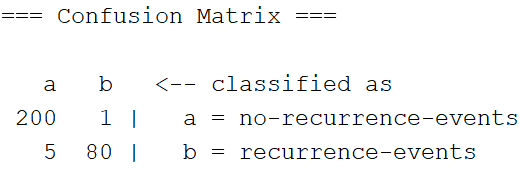 === Confusion Matrix ===
a b <-- classified as
200 1 | a = no-recurrence-events
5 80 | b = recurrence-events